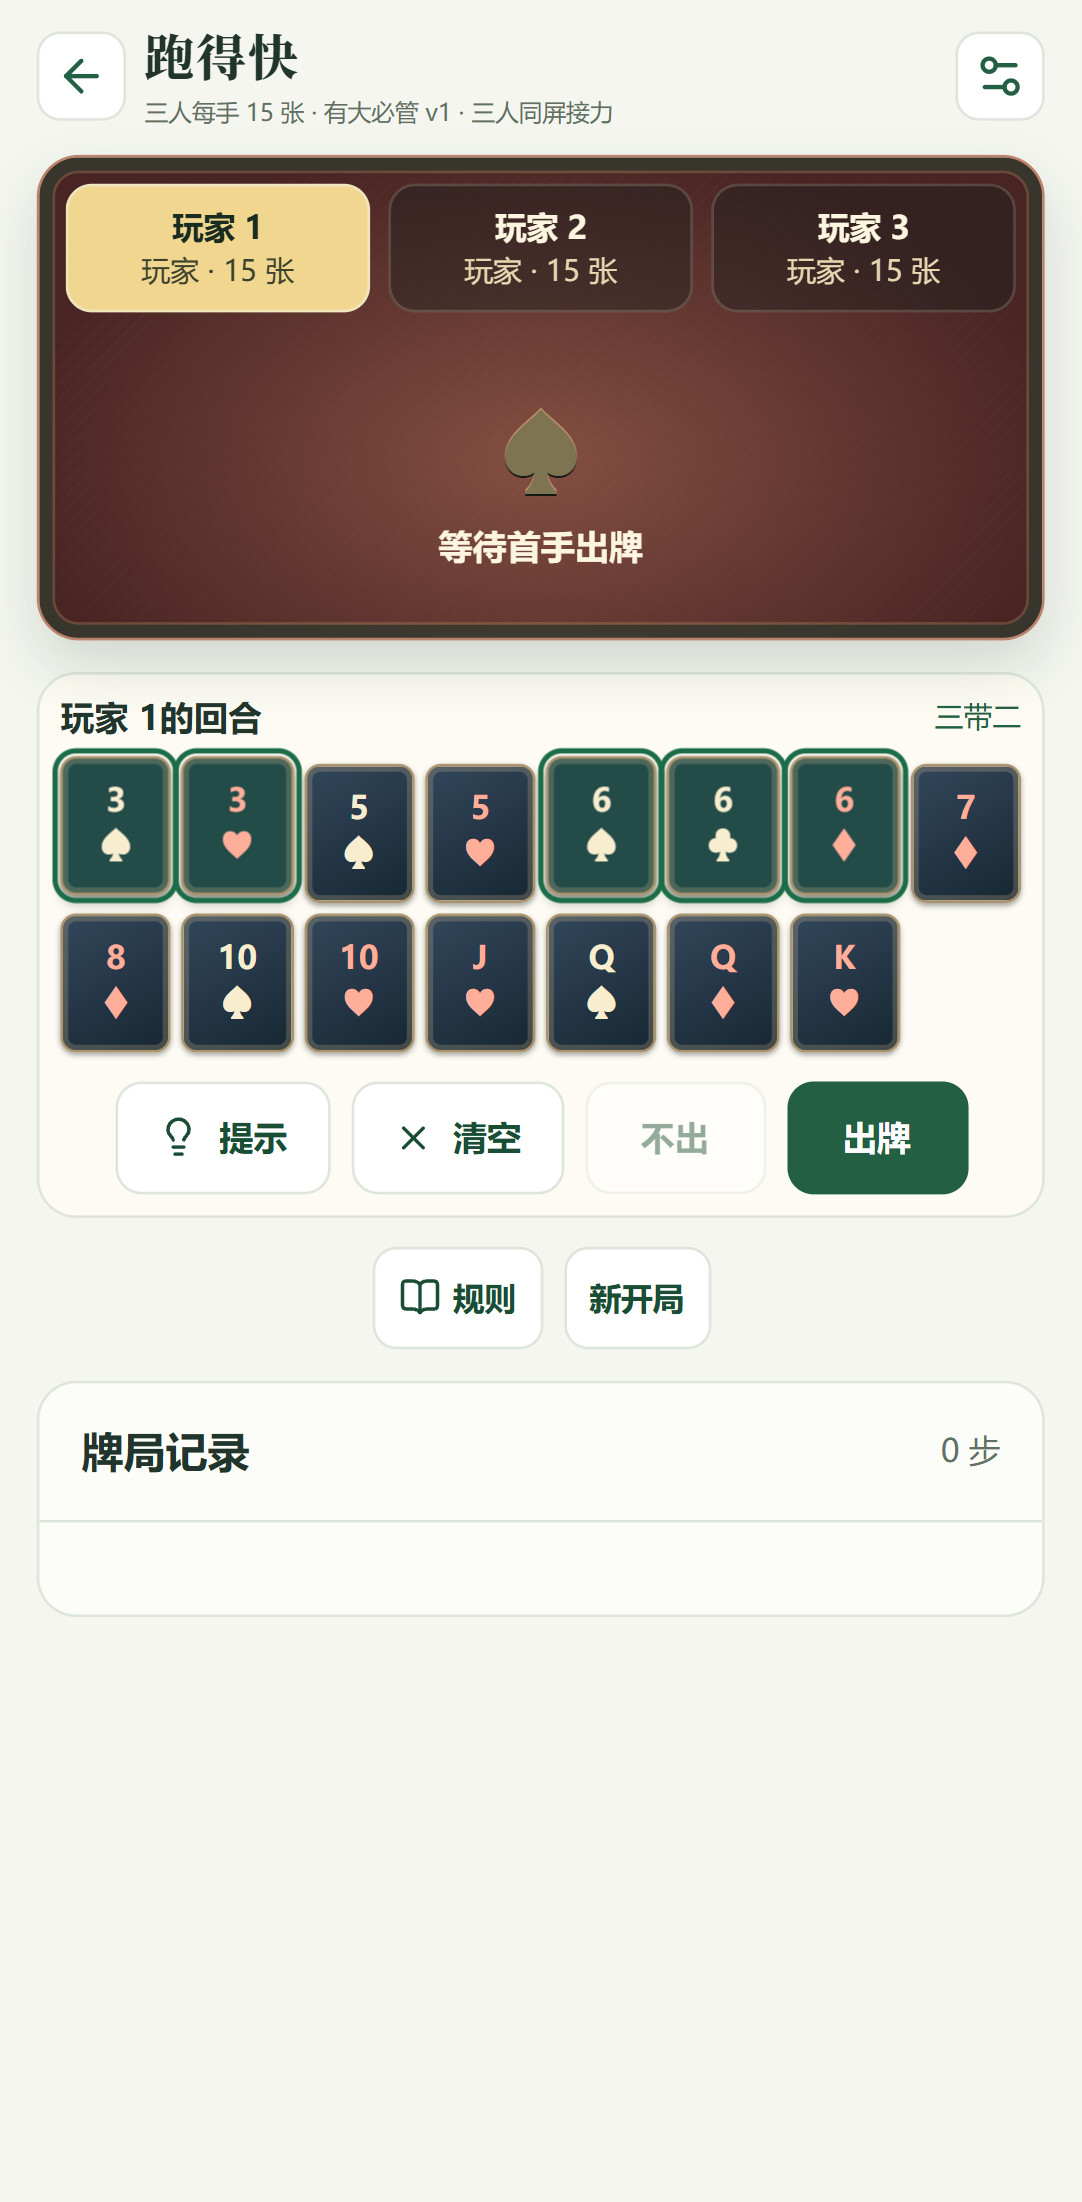 跑得快
三人每手 15 张 · 有大必管 v1 · 三人同屏接力
玩家 1
玩家 · 15 张
玩家 2
玩家 · 15 张
玩家 3
玩家 · 15 张
等待首手出牌
玩家 1的回合
三带二
3 3 5 5 6 6 6 7
8 10 10 J Q Q K
提示
清空
不出
出牌
规则
新开局
牌局记录
0 步